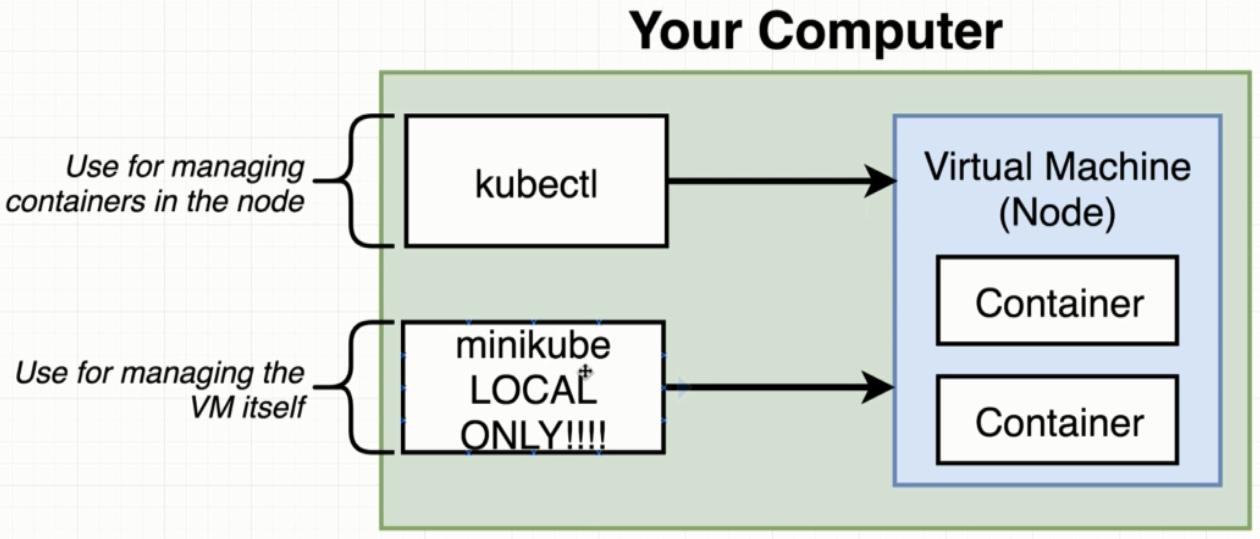 Your Computer
Use for managing
containers in the node
kubectl
Virtual Machine
(Node)
Container
Use for managing the
VM itself
minikube
LOCAL
ONLY!!!!
Container